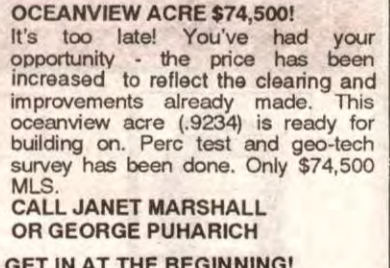 OCEANVIEW ACRE $74,500!
It's too late! You've had your
opportunity - the price has been
increased to reflect the clearing and
improvements already made. This
oceanview acre (.9234) is ready for
building on. Perc test and geo-tech
survey has been done. Only $74,500
MLS.
CALL JANET MARSHALL
OR GEORGE PUHARICH
GET IN AT THE BEGINNING!